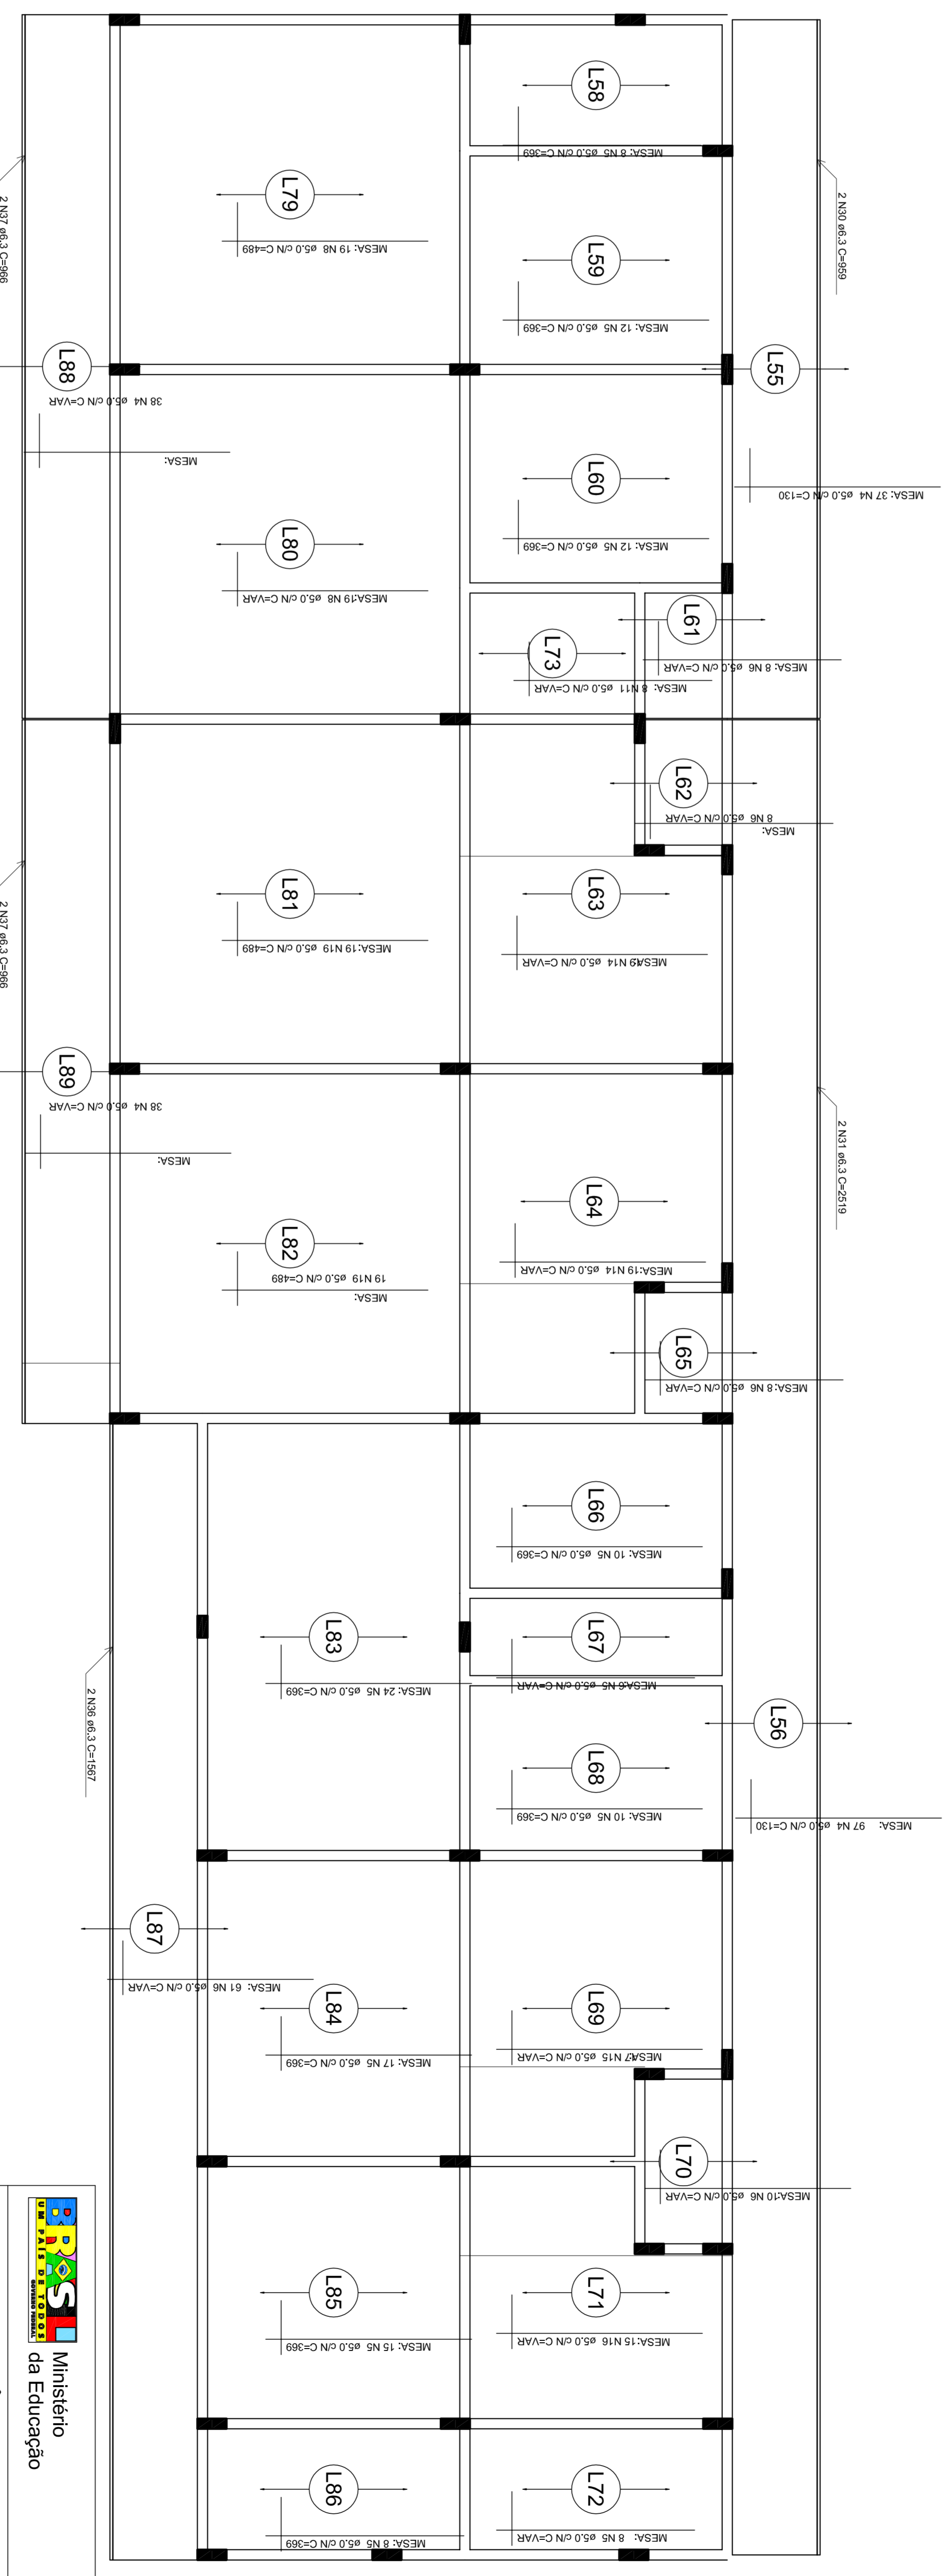 2 N30 ø6.3 C=959
2 N31 ø6.3 C=2519
L55
MESA: 37 N4 ø5.0 c/N C=130
L56
MESA: 97 N4 ø5.0 c/N C=130
L58
MESA: 8 N5 ø5.0 c/N C=369
L59
MESA: 12 N5 ø5.0 c/N C=369
L60
MESA: 12 N5 ø5.0 c/N C=369
L61
MESA: 8 N6 ø5.0 c/N C=VAR
L73
MESA: 8 N11 ø5.0 c/N C=VAR
L62
8 N6 ø5.0 c/N C=VAR
MESA:
L63
MESA: 19 N14 ø5.0 c/N C=VAR
L64
MESA: 19 N14 ø5.0 c/N C=VAR
L65
MESA: 8 N6 ø5.0 c/N C=VAR
L66
MESA: 10 N5 ø5.0 c/N C=369
L67
MESA: 6 N5 ø5.0 c/N C=VAR
L68
MESA: 10 N5 ø5.0 c/N C=369
L69
MESA: 17 N15 ø5.0 c/N C=VAR
L70
MESA: 10 N6 ø5.0 c/N C=VAR
L71
MESA: 15 N16 ø5.0 c/N C=VAR
L72
MESA: 8 N5 ø5.0 c/N C=369
L79
MESA: 19 N8 ø5.0 c/N C=489
L80
MESA: 19 N8 ø5.0 c/N C=VAR
L81
MESA: 19 N19 ø5.0 c/N C=489
L82
19 N19 ø5.0 c/N C=489
MESA:
L83
MESA: 24 N5 ø5.0 c/N C=369
L84
MESA: 17 N5 ø5.0 c/N C=369
L85
MESA: 15 N5 ø5.0 c/N C=369
L86
MESA: 8 N5 ø5.0 c/N C=369
L88
38 N4 ø5.0 c/N C=VAR
MESA:
L89
38 N4 ø5.0 c/N C=VAR
MESA:
L87
MESA: 61 N6 ø5.0 c/N C=VAR
2 N37 ø6.3 C=966
2 N37 ø6.3 C=966
2 N36 ø6.3 C=1567
BRASIL
UM PAÍS DE TODOS
GOVERNO FEDERAL
Ministério
da Educação